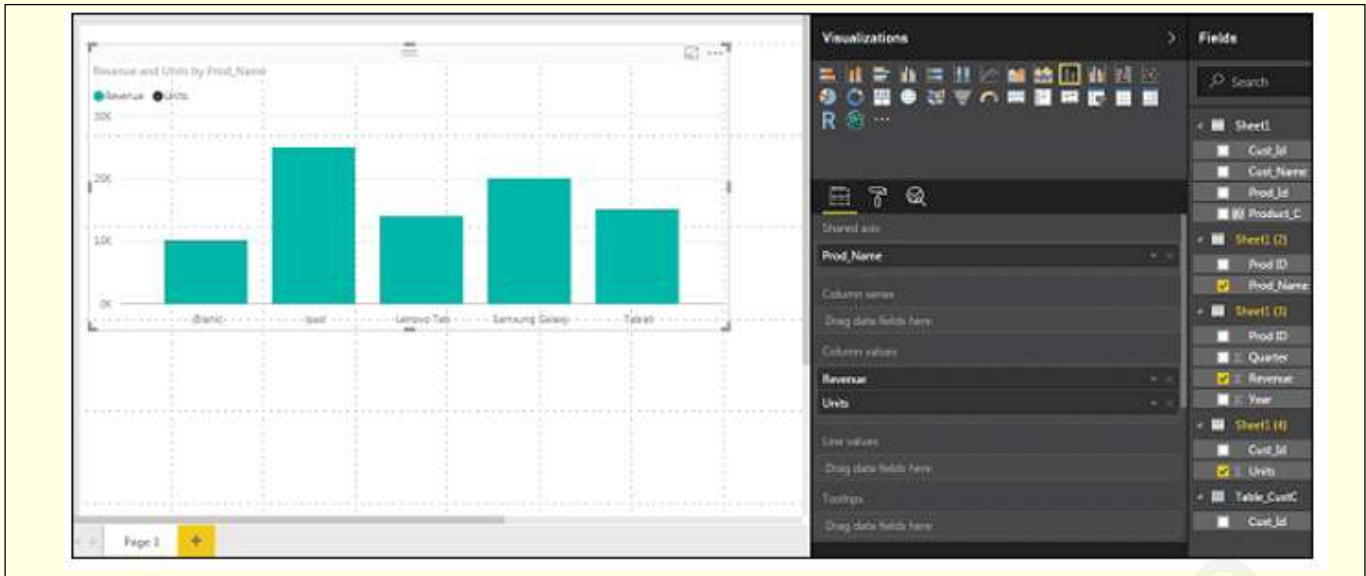 Revenue and Units by Prod_Name
Revenue Units
30K
20K
10K
0K
Ipad Lenovo Tab Samsung Galaxy Tablet
Page 1
Visualizations
R
Shared axis
Prod_Name
Column series
Drag data fields here
Column values
Revenue
Units
Line values
Drag data fields here
Tooltips
Drag data fields here
Fields
Search
Sheet1
Cust_Id
Cust_Name
Prod_Id
Product_C
Sheet1 (2)
Prod ID
Prod_Name
Sheet1 (3)
Prod ID
Quarter
Revenue
Year
Sheet1 (4)
Cust_Id
Units
Table_CustC
Cust_Id